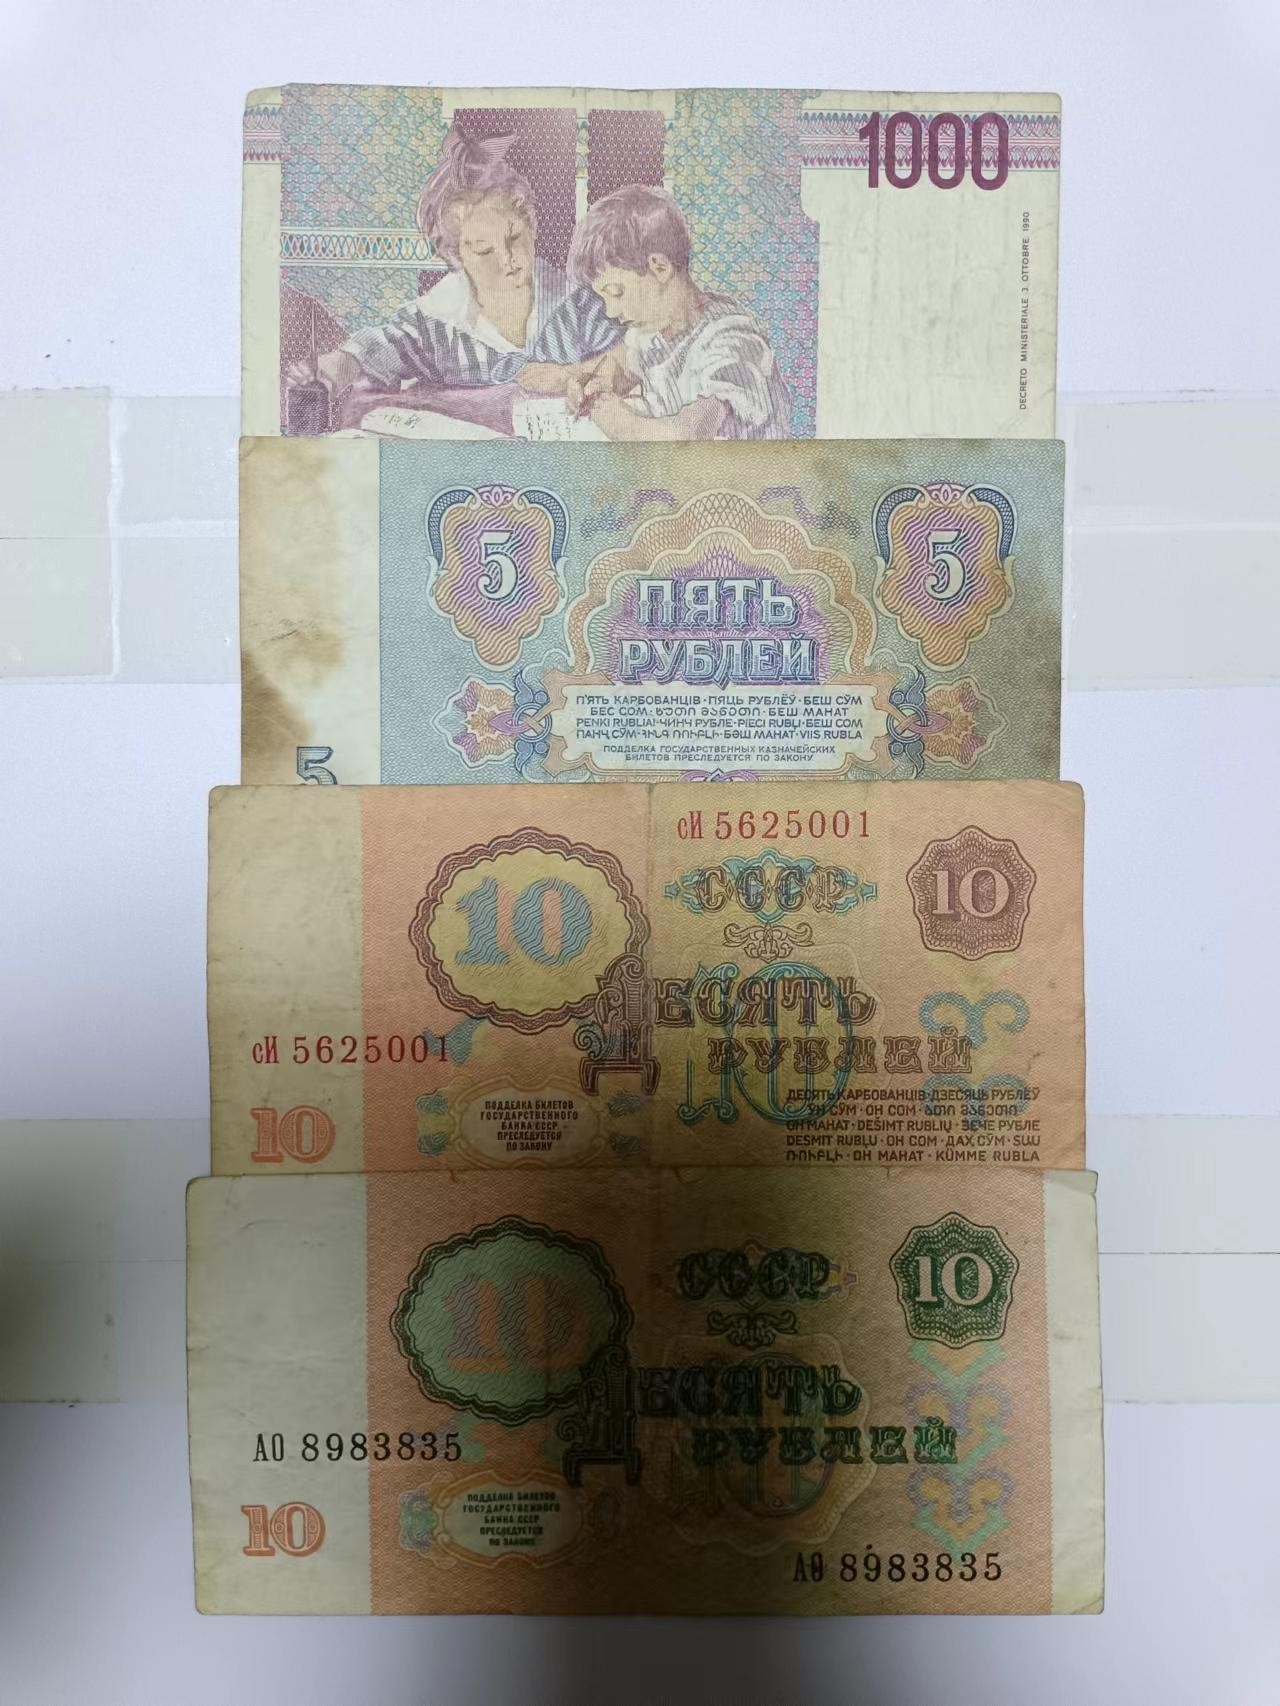 1000
DECRETO MINISTERIALE 3 OTTOBRE 1990
5
5
ПЯТЬ
РУБЛЕЙ
П'ЯТЬ КАРБОВАНЦІВ · ПЯЦЬ РУБЛЁЎ · БЕШ СЎМ
БЕС СОМ · ხუთი მანეთი · БЕШ МАНАТ
PENKI RUBLIAI · ЧИНЧ РУБЛЕ · PIECI RUBĻI · БЕШ СОМ
ПАНҶ СЎМ · ՀԻՆԳ ՌՈՒԲԼԻ · БӘШ МАНАТ · VIIS RUBLA
ПОДДЕЛКА ГОСУДАРСТВЕННЫХ КАЗНАЧЕЙСКИХ
БИЛЕТОВ ПРЕСЛЕДУЕТСЯ ПО ЗАКОНУ
5
сИ 5625001
10
СССР
10
ДЕСЯТЬ
10
РУБЛЕЙ
сИ 5625001
10
ПОДДЕЛКА БИЛЕТОВ
ГОСУДАРСТВЕННОГО
БАНКА СССР
ПРЕСЛЕДУЕТСЯ
ПО ЗАКОНУ
ДЕСЯТЬ КАРБОВАНЦІВ · ДЗЕСЯЦЬ РУБЛЁЎ
ЎН СЎМ · ОН СОМ · ათი მანეთი
ОН МАНАТ · DEŠIMT RUBLIŲ · ЗЕЧЕ РУБЛЕ
DESMIT RUBĻU · ОН СОМ · ДАҲ СЎМ · ՏԱՍ
ՌՈՒԲԼԻ · ОН МАНАТ · KÜMME RUBLA
10
СССР
10
ДЕСЯТЬ
10
РУБЛЕЙ
АО 8983835
10
ПОДДЕЛКА БИЛЕТОВ
ГОСУДАРСТВЕННОГО
БАНКА СССР
ПРЕСЛЕДУЕТСЯ
ПО ЗАКОНУ
АО 8983835